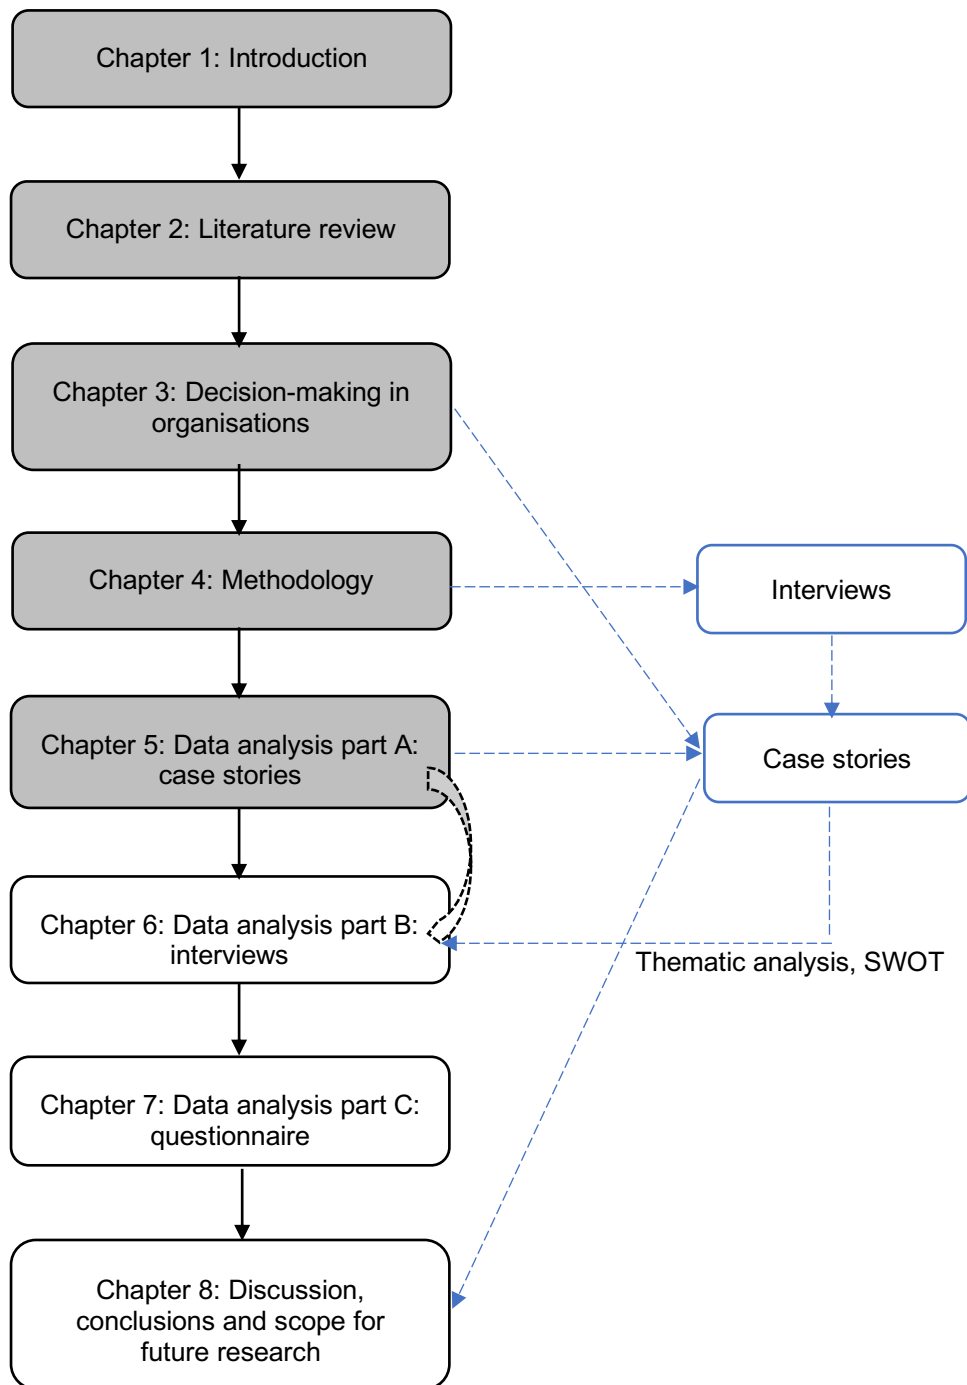 Chapter 1: Introduction
Chapter 2: Literature review
Chapter 3: Decision-making in
organisations
Chapter 4: Methodology
Interviews
Chapter 5: Data analysis part A:
case stories
Case stories
Chapter 6: Data analysis part B:
interviews
Thematic analysis, SWOT
Chapter 7: Data analysis part C:
questionnaire
Chapter 8: Discussion,
conclusions and scope for
future research